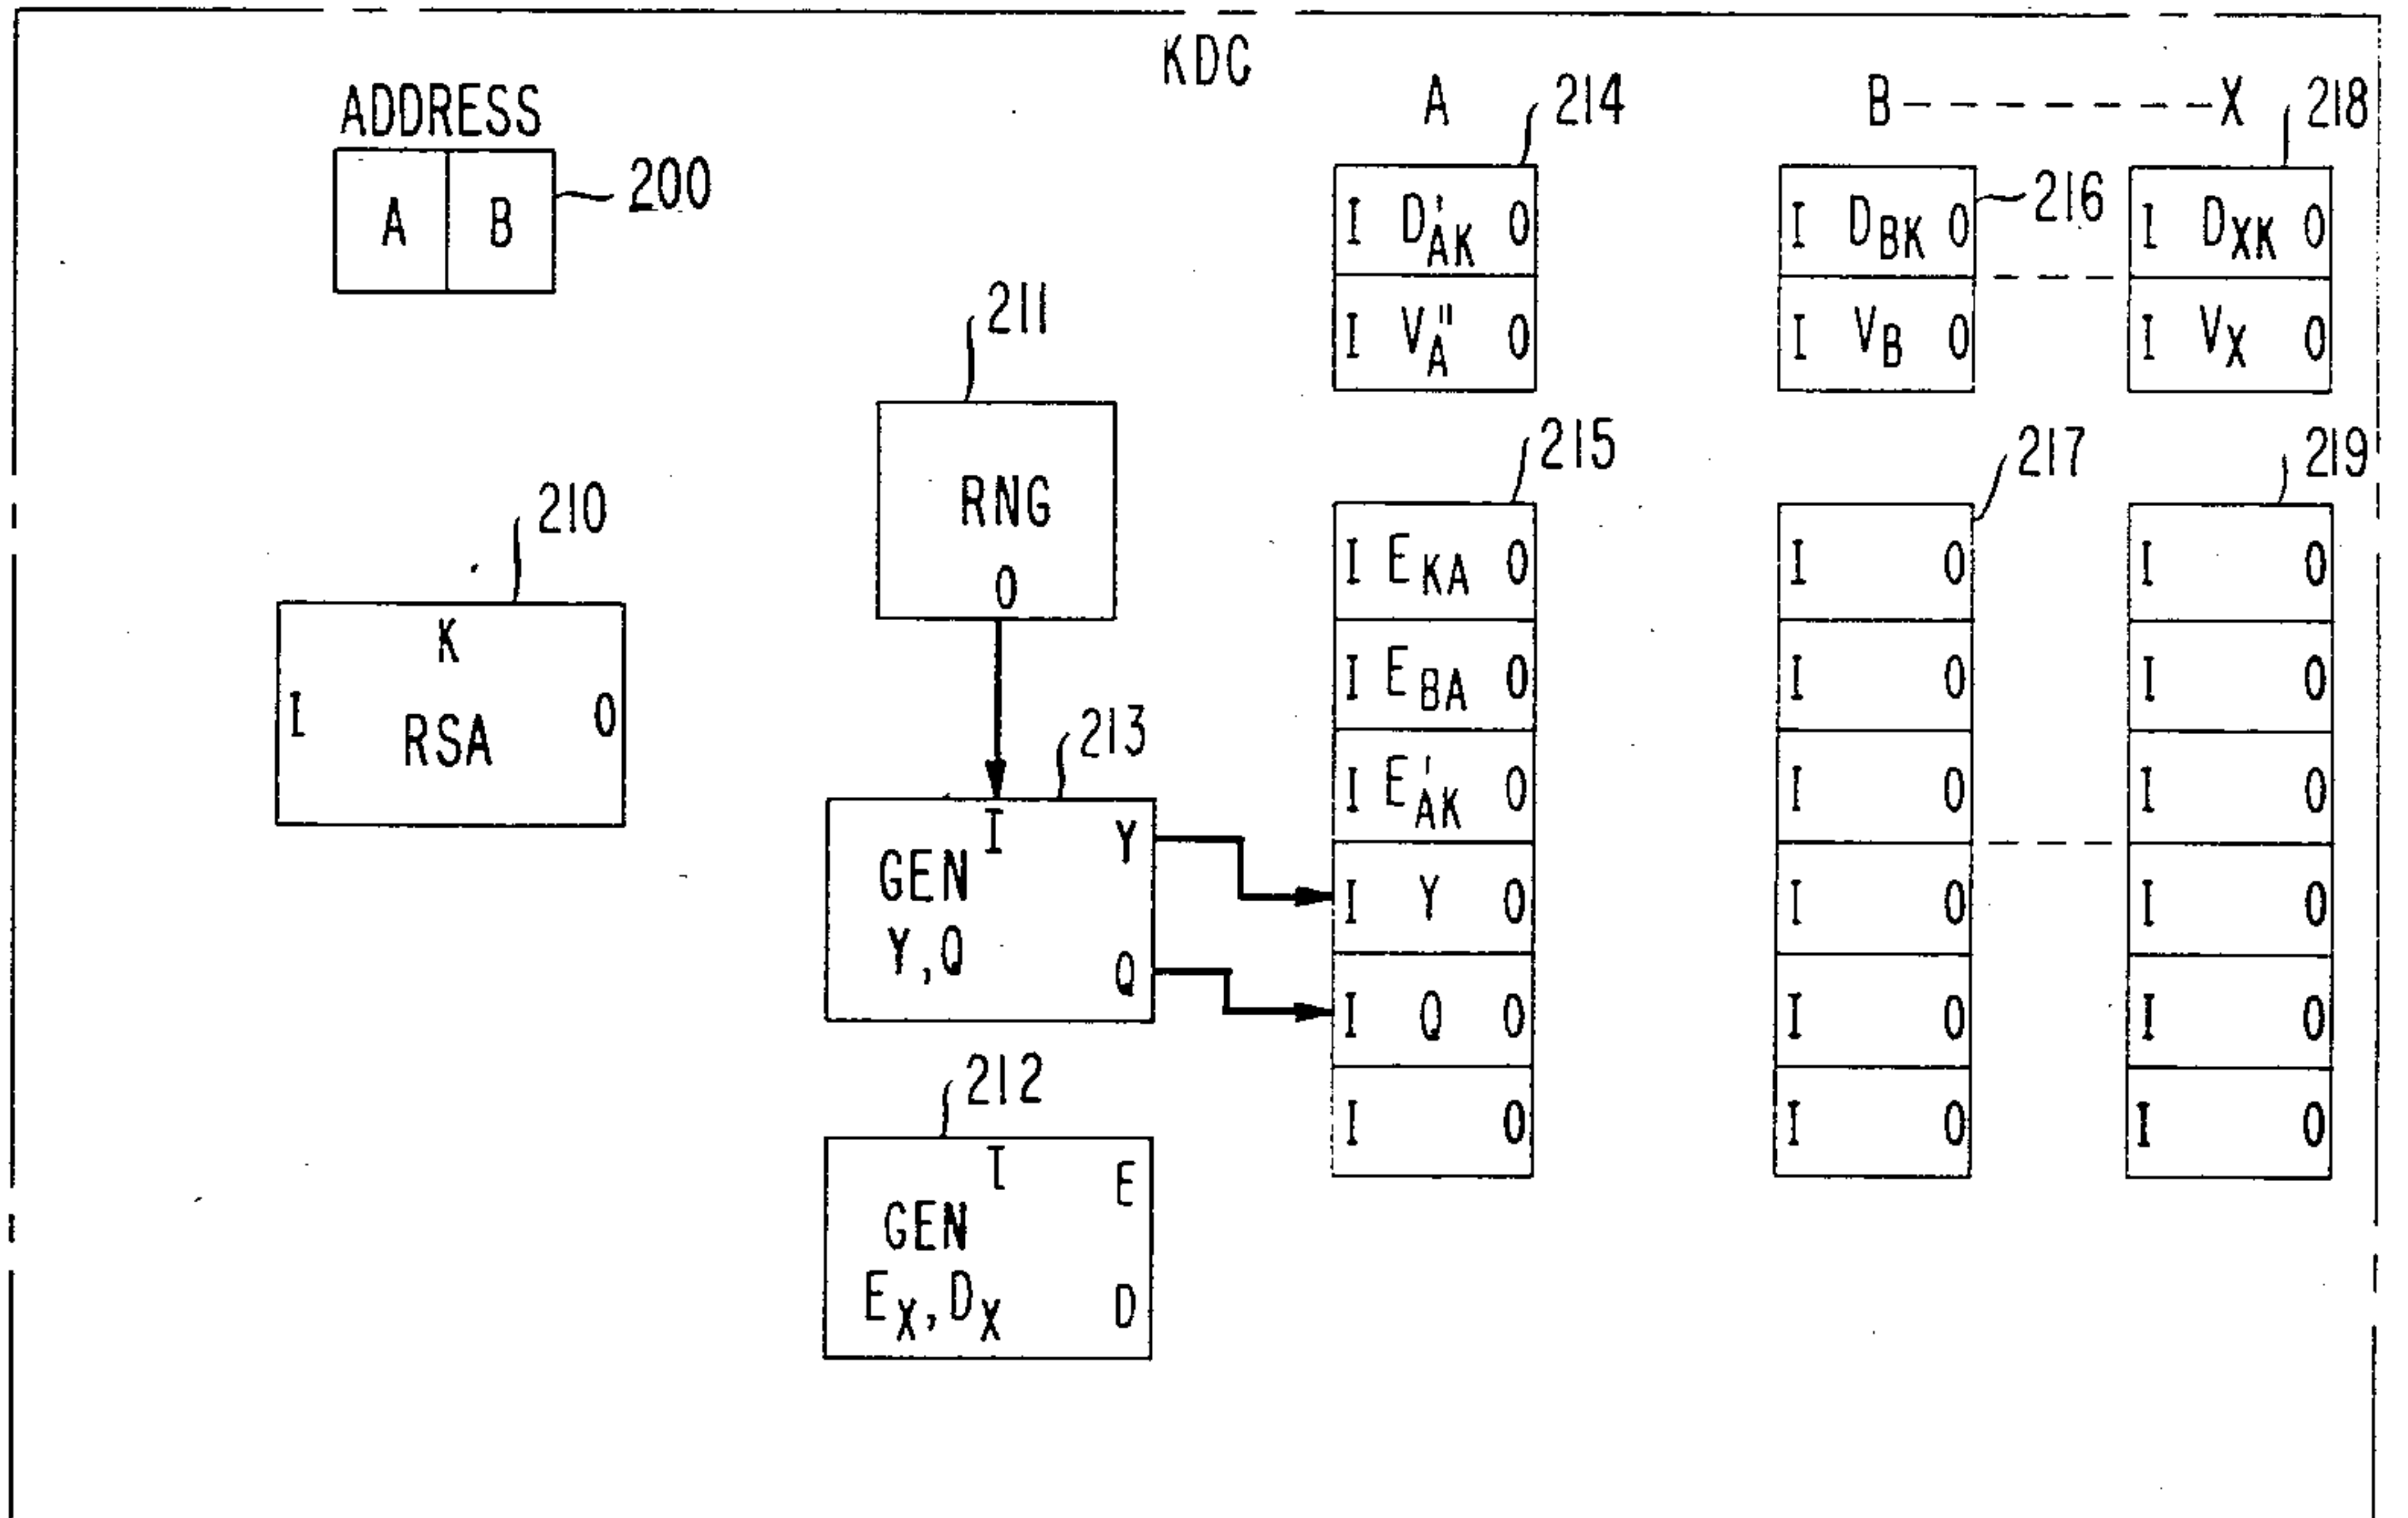 KDC
ADDRESS
A B
200
A
214
B X
218
I D'AK 0
I V"A 0
I DBK 0
216
I VB 0
I DXK 0
I VX 0
211
RNG
0
210
K
I RSA 0
213
I
GEN
Y,Q
Y
Q
212
I
GEN
EX,DX
E
D
215
I EKA 0
I EBA 0
I E'AK 0
I Y 0
I Q 0
I 0
217
I 0
I 0
I 0
I 0
I 0
I 0
219
I 0
I 0
I 0
I 0
I 0
I 0